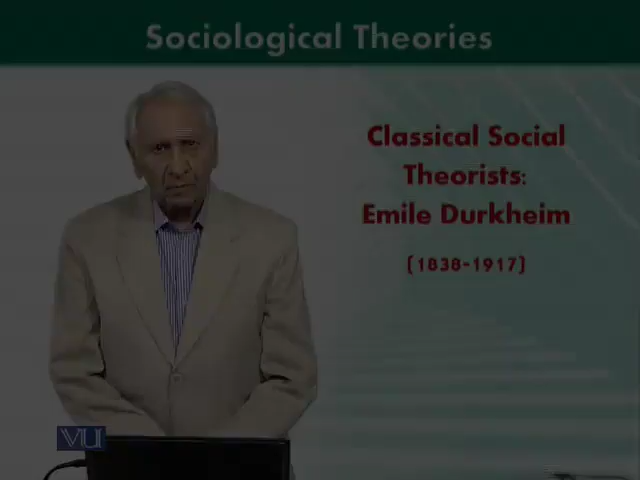 Sociological Theories
Classical Social
Theorists:
Emile Durkheim
(1838-1917)
VU